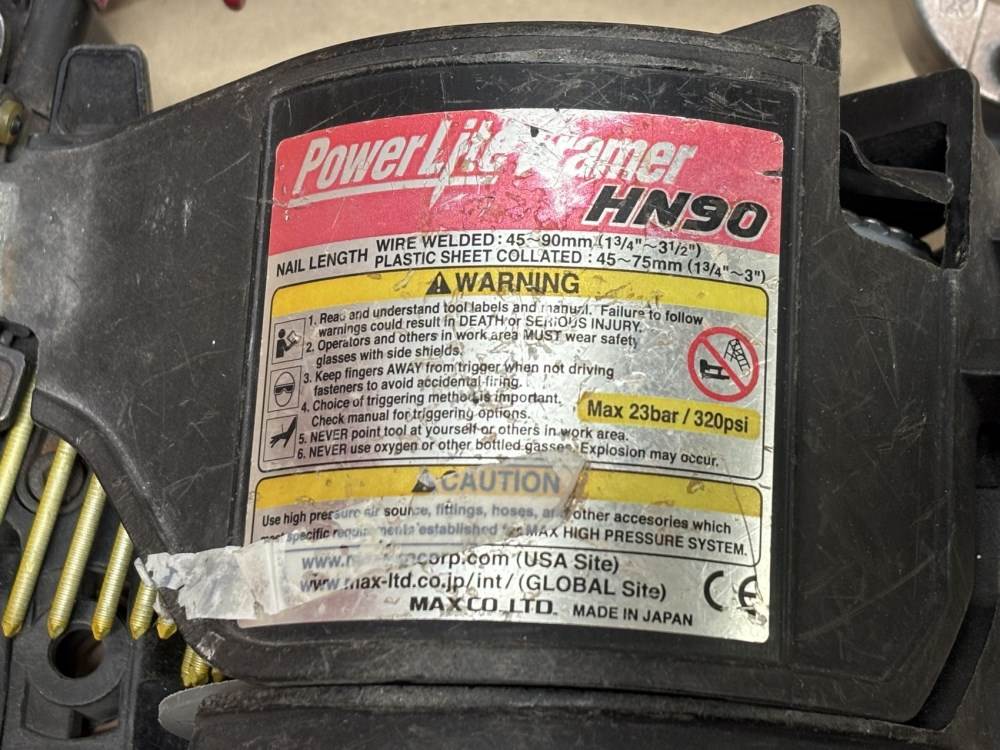 PowerLite Framer
HN90
NAIL LENGTH
WIRE WELDED : 45~90mm (1 3/4"~3 1/2")
PLASTIC SHEET COLLATED : 45~75mm (1 3/4"~3")
WARNING
1. Read and understand tool labels and manual. Failure to follow
warnings could result in DEATH or SERIOUS INJURY.
2. Operators and others in work area MUST wear safety
glasses with side shields.
3. Keep fingers AWAY from trigger when not driving
fasteners to avoid accidental firing.
4. Choice of triggering method is important.
Check manual for triggering options.
5. NEVER point tool at yourself or others in work area.
6. NEVER use oxygen or other bottled gasses. Explosion may occur.
Max 23bar / 320psi
CAUTION
Use high pressure air source, fittings, hoses, and other accesories which
meet specific requirements established for MAX HIGH PRESSURE SYSTEM.
(USA Site)
www.max-ltd.co.jp/int/ (GLOBAL Site)
MAX CO., LTD. MADE IN JAPAN
CE